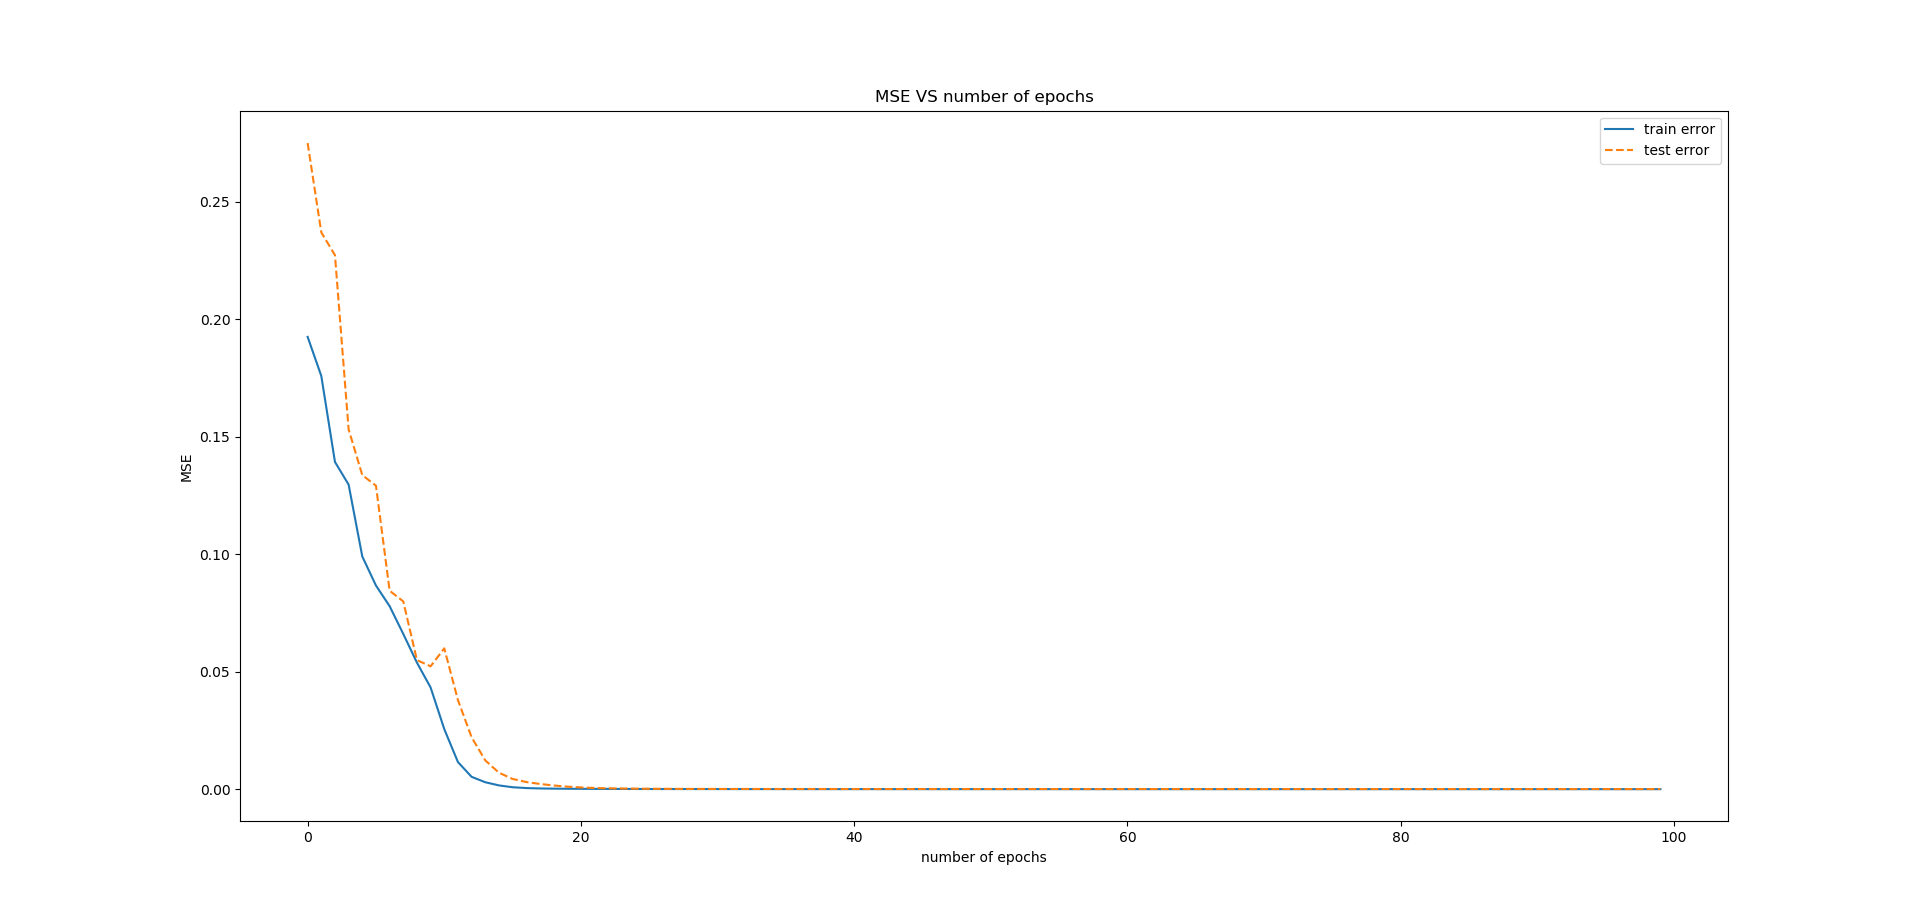 MSE VS number of epochs
train error
test error
0.25
0.20
0.15
0.10
0.05
0.00
MSE
0 20 40 60 80 100
number of epochs